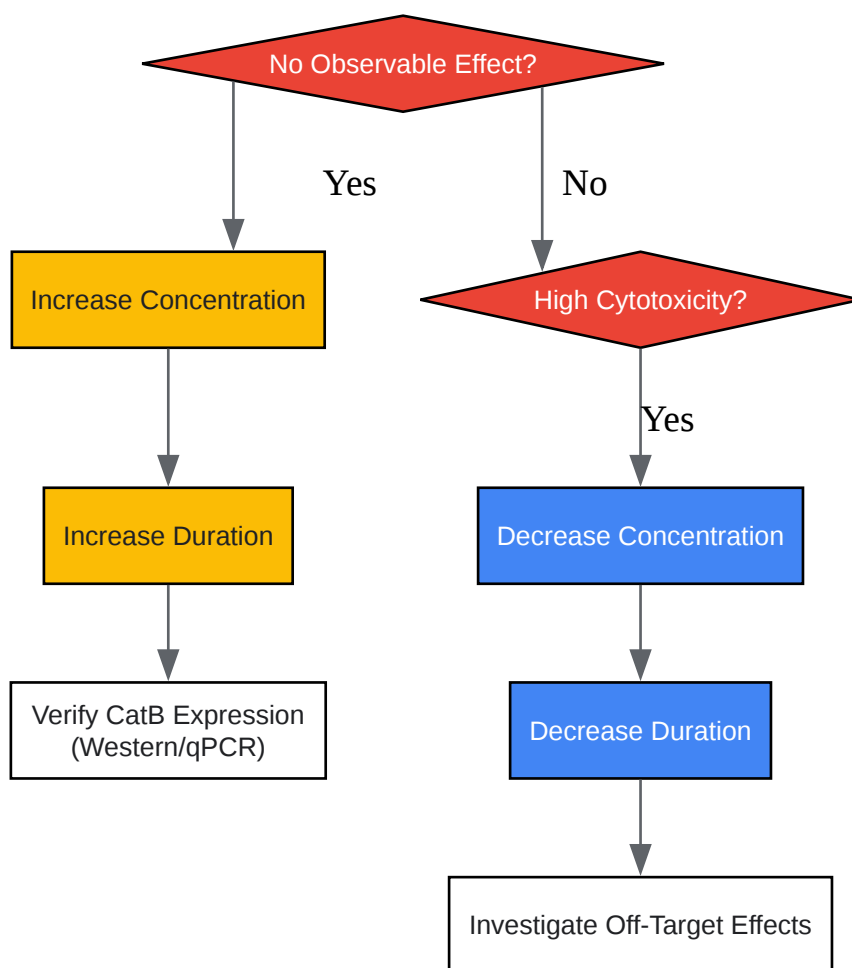 No Observable Effect?
Yes
No
Increase Concentration
High Cytotoxicity?
Yes
Increase Duration
Decrease Concentration
Verify CatB Expression
(Western/qPCR)
Decrease Duration
Investigate Off-Target Effects